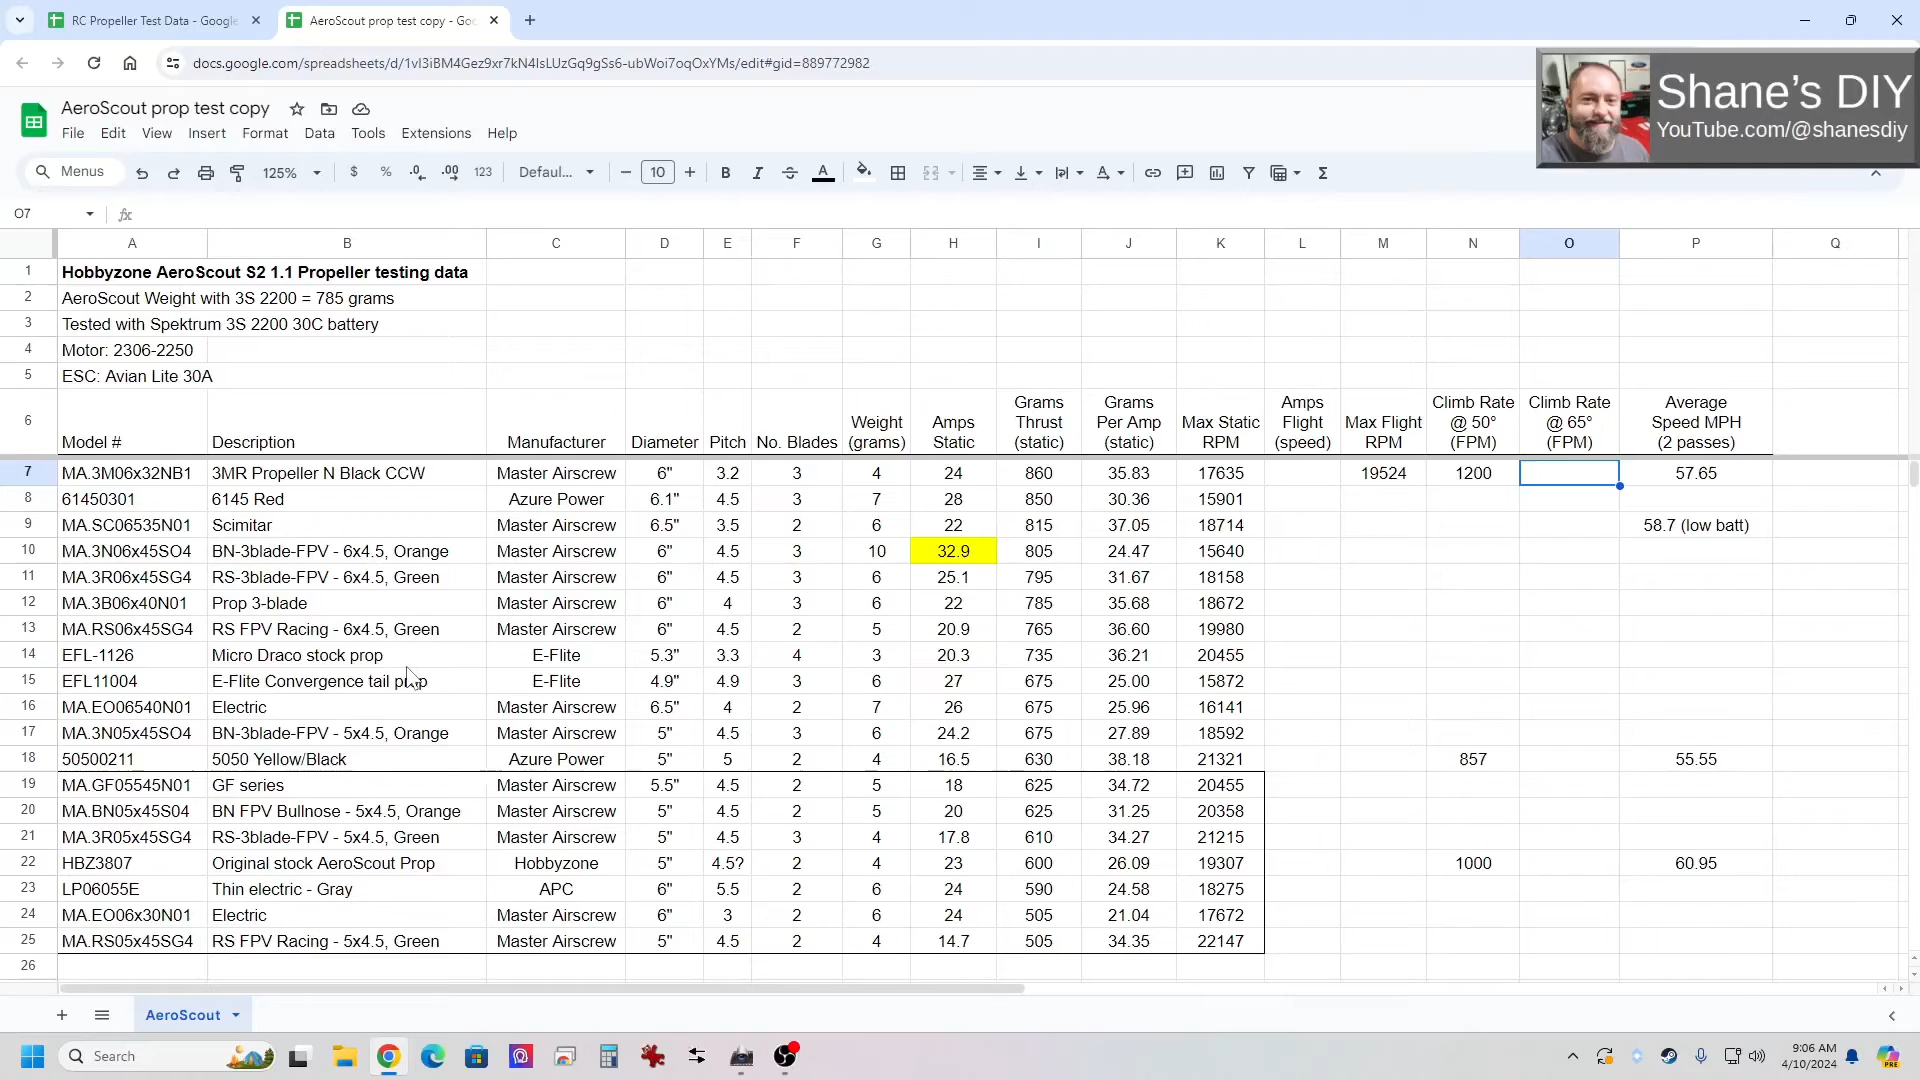 RC Propeller Test Data - Google
AeroScout prop test copy - Goo
docs.google.com/spreadsheets/d/1vI3iBM4Gez9xr7kN4IsLUzGq9gSs6-ubWoi7oqOxYMs/edit#gid=889772982
Shane's DIY
YouTube.com/@shanesdiy
AeroScout prop test copy
File Edit View Insert Format Data Tools Extensions Help
Menus 125% $ % .0 .00 123 Defaul... − 10 + B I
O7 fx
A B C D E F G H I J K L M N O P Q
1 Hobbyzone AeroScout S2 1.1 Propeller testing data
2 AeroScout Weight with 3S 2200 = 785 grams
3 Tested with Spektrum 3S 2200 30C battery
4 Motor: 2306-2250
5 ESC: Avian Lite 30A
6 Model # Description Manufacturer Diameter Pitch No. Blades Weight (grams) Amps Static Grams Thrust (static) Grams Per Amp (static) Max Static RPM Amps Flight (speed) Max Flight RPM Climb Rate @ 50° (FPM) Climb Rate @ 65° (FPM) Average Speed MPH (2 passes)
7 MA.3M06x32NB1 3MR Propeller N Black CCW Master Airscrew 6" 3.2 3 4 24 860 35.83 17635 19524 1200 57.65
8 61450301 6145 Red Azure Power 6.1" 4.5 3 7 28 850 30.36 15901
9 MA.SC06535N01 Scimitar Master Airscrew 6.5" 3.5 2 6 22 815 37.05 18714 58.7 (low batt)
10 MA.3N06x45SO4 BN-3blade-FPV - 6x4.5, Orange Master Airscrew 6" 4.5 3 10 32.9 805 24.47 15640
11 MA.3R06x45SG4 RS-3blade-FPV - 6x4.5, Green Master Airscrew 6" 4.5 3 6 25.1 795 31.67 18158
12 MA.3B06x40N01 Prop 3-blade Master Airscrew 6" 4 3 6 22 785 35.68 18672
13 MA.RS06x45SG4 RS FPV Racing - 6x4.5, Green Master Airscrew 6" 4.5 2 5 20.9 765 36.60 19980
14 EFL-1126 Micro Draco stock prop E-Flite 5.3" 3.3 4 3 20.3 735 36.21 20455
15 EFL11004 E-Flite Convergence tail prop E-Flite 4.9" 4.9 3 6 27 675 25.00 15872
16 MA.EO06540N01 Electric Master Airscrew 6.5" 4 2 7 26 675 25.96 16141
17 MA.3N05x45SO4 BN-3blade-FPV - 5x4.5, Orange Master Airscrew 5" 4.5 3 6 24.2 675 27.89 18592
18 50500211 5050 Yellow/Black Azure Power 5" 5 2 4 16.5 630 38.18 21321 857 55.55
19 MA.GF05545N01 GF series Master Airscrew 5.5" 4.5 2 5 18 625 34.72 20455
20 MA.BN05x45S04 BN FPV Bullnose - 5x4.5, Orange Master Airscrew 5" 4.5 2 5 20 625 31.25 20358
21 MA.3R05x45SG4 RS-3blade-FPV - 5x4.5, Green Master Airscrew 5" 4.5 3 4 17.8 610 34.27 21215
22 HBZ3807 Original stock AeroScout Prop Hobbyzone 5" 4.5? 2 4 23 600 26.09 19307 1000 60.95
23 LP06055E Thin electric - Gray APC 6" 5.5 2 6 24 590 24.58 18275
24 MA.EO06x30N01 Electric Master Airscrew 6" 3 2 6 24 505 21.04 17672
25 MA.RS05x45SG4 RS FPV Racing - 5x4.5, Green Master Airscrew 5" 4.5 2 4 14.7 505 34.35 22147
26
AeroScout
Search
9:06 AM
4/10/2024